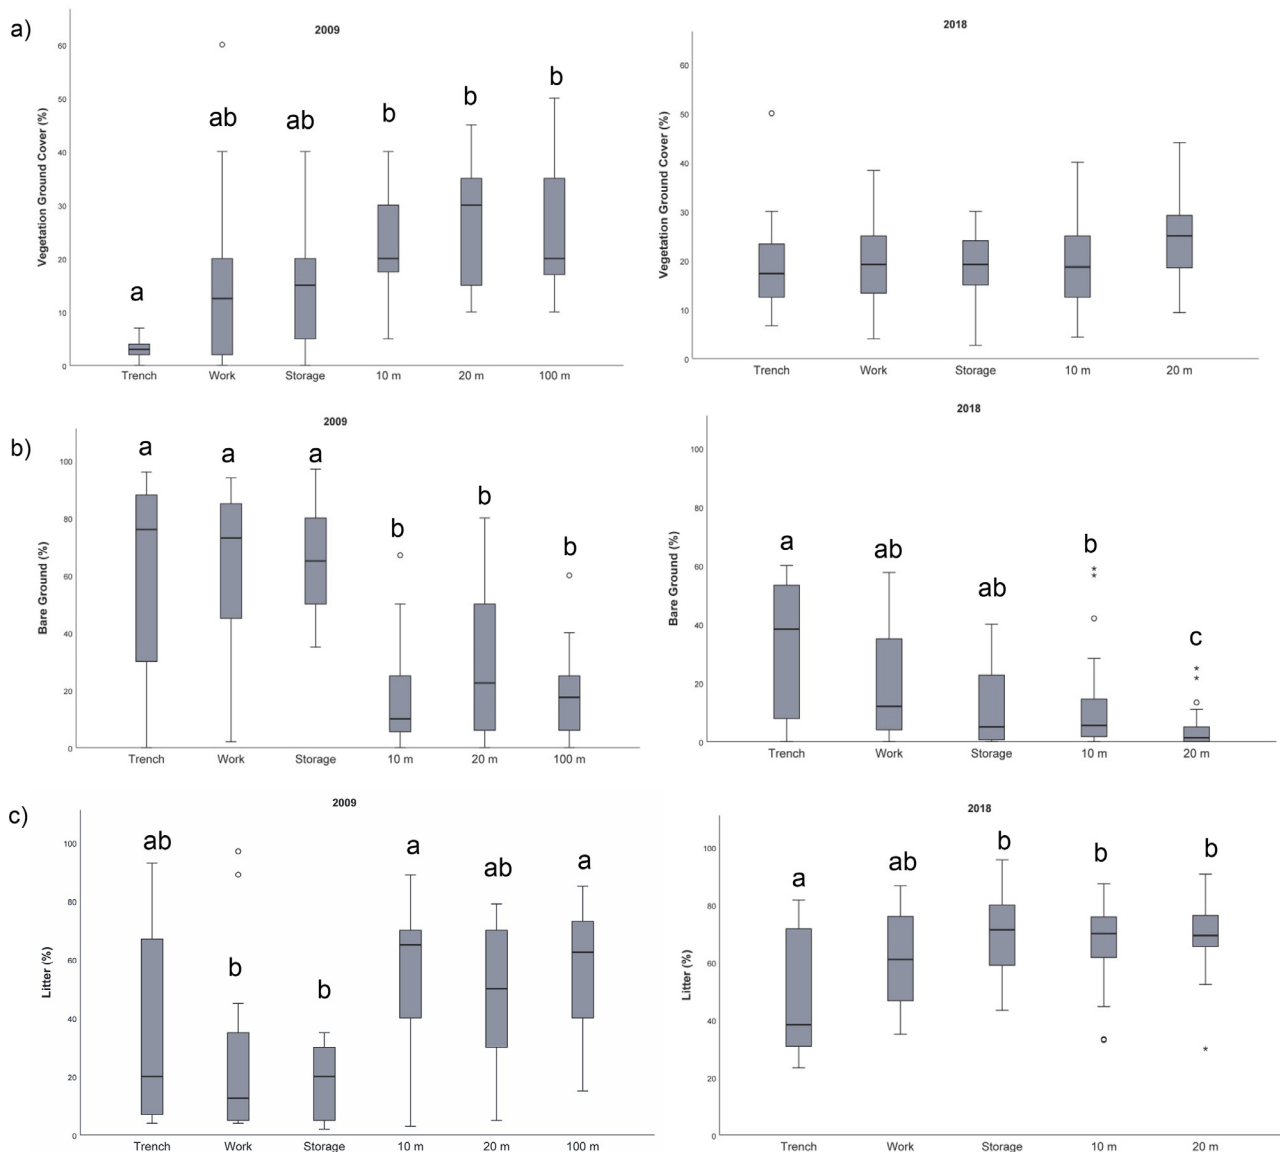 a)
2009
Vegetation Ground Cover (%)
60
50
40
30
20
10
0
a
ab
ab
b
b
b
Trench Work Storage 10 m 20 m 100 m
2018
Vegetation Ground Cover (%)
60
50
40
30
20
10
0
Trench Work Storage 10 m 20 m
b)
2009
Bare Ground (%)
100
80
60
40
20
0
a
a
a
b
b
b
Trench Work Storage 10 m 20 m 100 m
2018
Bare Ground (%)
100
80
60
40
20
0
a
ab
ab
b
c
Trench Work Storage 10 m 20 m
c)
2009
Litter (%)
100
80
60
40
20
0
ab
b
b
a
ab
a
Trench Work Storage 10 m 20 m 100 m
2018
Litter (%)
100
80
60
40
20
0
a
ab
b
b
b
Trench Work Storage 10 m 20 m